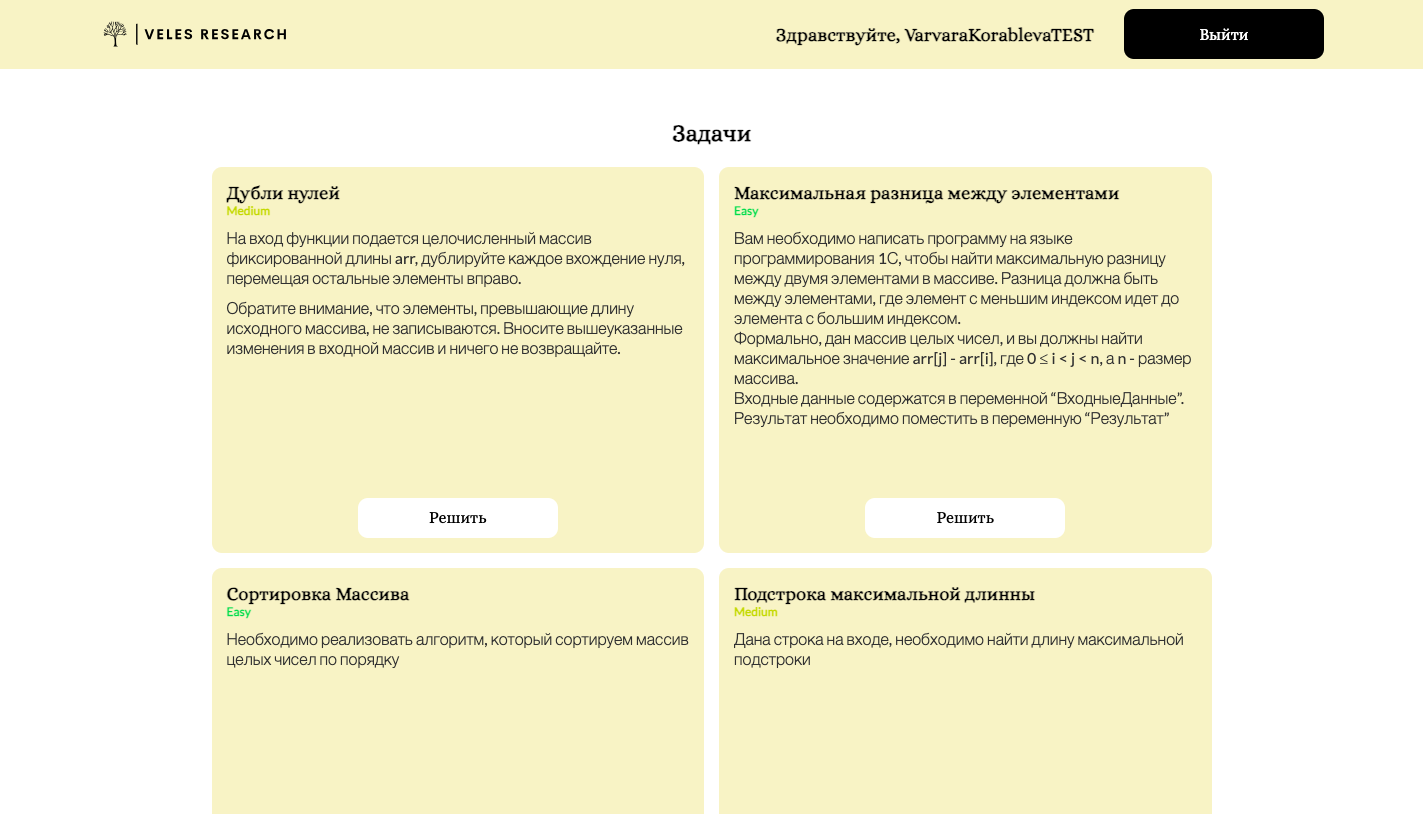 VELES RESEARCH
Здравствуйте, VarvaraKorablevaTEST
Выйти
Задачи
Дубли нулей
Medium
На вход функции подается целочисленный массив
фиксированной длины arr, дублируйте каждое вхождение нуля,
перемещая остальные элементы вправо.
Обратите внимание, что элементы, превышающие длину
исходного массива, не записываются. Вносите вышеуказанные
изменения в входной массив и ничего не возвращайте.
Решить
Максимальная разница между элементами
Easy
Вам необходимо написать программу на языке
программирования 1С, чтобы найти максимальную разницу
между двумя элементами в массиве. Разница должна быть
между элементами, где элемент с меньшим индексом идет до
элемента с большим индексом.
Формально, дан массив целых чисел, и вы должны найти
максимальное значение arr[j] - arr[i], где 0 ≤ i < j < n, а n - размер
массива.
Входные данные содержатся в переменной “ВходныеДанные”.
Результат необходимо поместить в переменную “Результат”
Решить
Сортировка Массива
Easy
Необходимо реализовать алгоритм, который сортируем массив
целых чисел по порядку
Подстрока максимальной длинны
Medium
Дана строка на входе, необходимо найти длину максимальной
подстроки